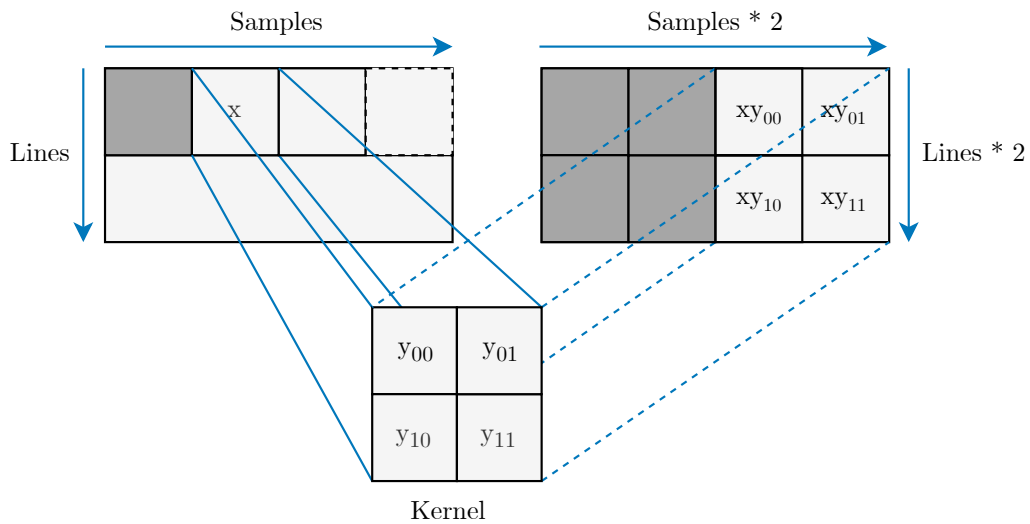 Samples
Samples * 2
Lines
x
xy₀₀
xy₀₁
Lines * 2
xy₁₀
xy₁₁
y₀₀
y₀₁
y₁₀
y₁₁
Kernel